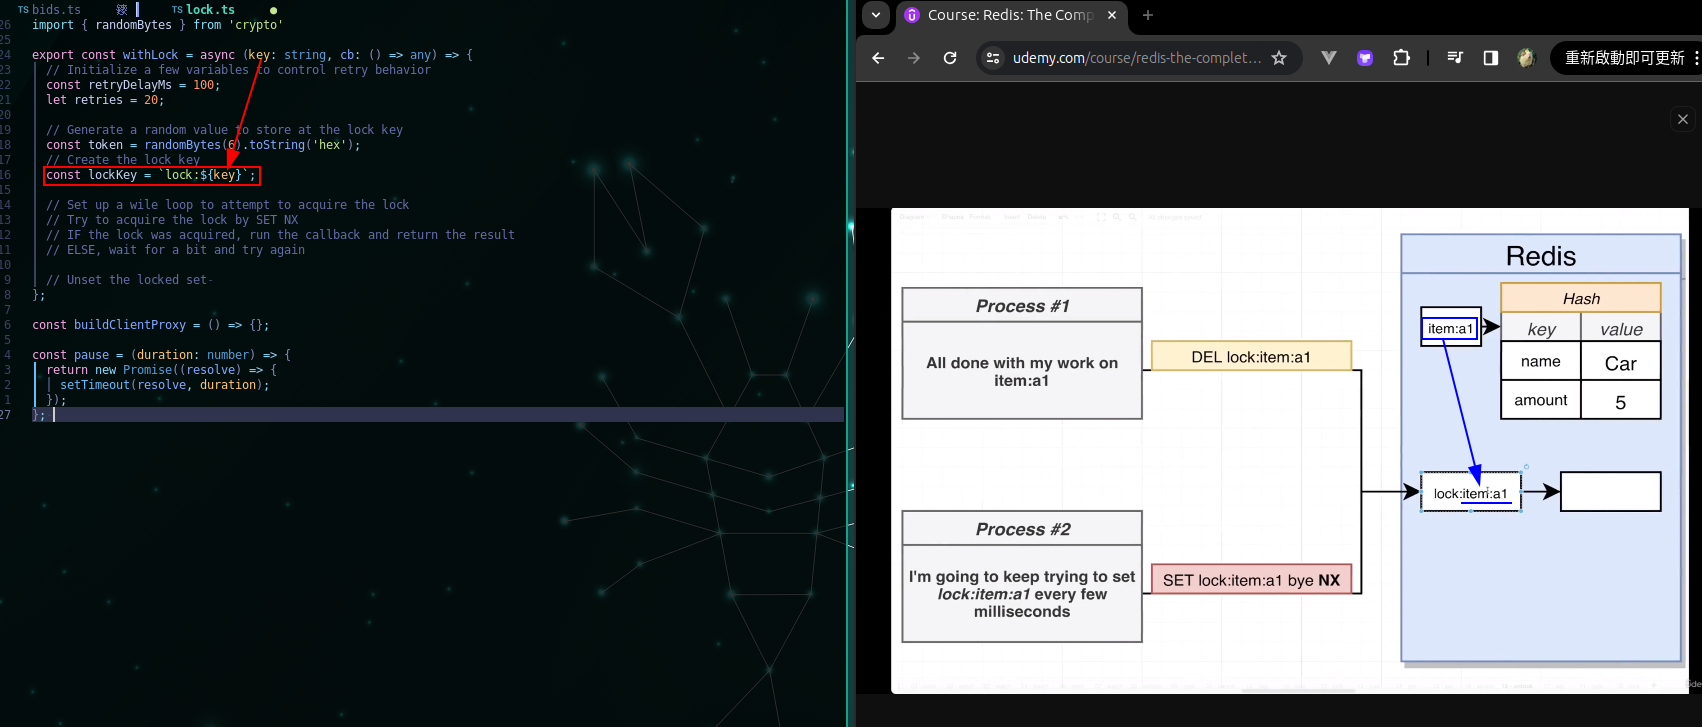 TS bids.ts
TS lock.ts ●
26 import { randomBytes } from 'crypto'
25
24 export const withLock = async (key: string, cb: () => any) => {
23 // Initialize a few variables to control retry behavior
22 const retryDelayMs = 100;
21 let retries = 20;
20
19 // Generate a random value to store at the lock key
18 const token = randomBytes(6).toString('hex');
17 // Create the lock key
16 const lockKey = `lock:${key}`;
15
14 // Set up a wile loop to attempt to acquire the lock
13 // Try to acquire the lock by SET NX
12 // IF the lock was acquired, run the callback and return the result
11 // ELSE, wait for a bit and try again
10
9 // Unset the locked set
8 };
7
6 const buildClientProxy = () => {};
5
4 const pause = (duration: number) => {
3 return new Promise((resolve) => {
2 setTimeout(resolve, duration);
1 });
27 };
Course: Redis: The Comp
udemy.com/course/redis-the-complet...
重新啟動即可更新
Redis
Process #1
All done with my work on
item:a1
DEL lock:item:a1
item:a1
Hash
key value
name Car
amount 5
lock:item:a1
Process #2
I'm going to keep trying to set
lock:item:a1 every few
milliseconds
SET lock:item:a1 bye NX